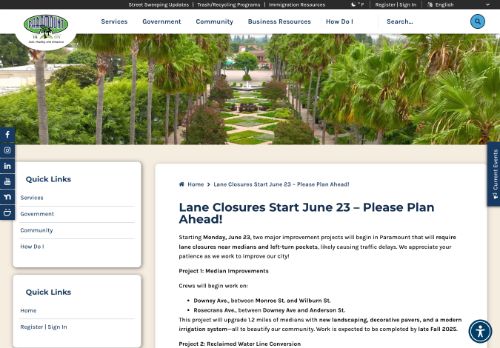 Street Sweeping Updates | Trash/Recycling Programs | Immigration Resources
° F | Register | Sign In | English
PARAMOUNT
Services Government Community Business Resources How Do I
Search...
Current Events
Quick Links
Services
Government
Community
How Do I
Quick Links
Home
Register | Sign In
Home > Lane Closures Start June 23 – Please Plan Ahead!
Lane Closures Start June 23 – Please Plan Ahead!
Starting Monday, June 23, two major improvement projects will begin in Paramount that will require
lane closures near medians and left-turn pockets, likely causing traffic delays. We appreciate your
patience as we work to improve our city!
Project 1: Median Improvements
Crews will begin work on:
• Downey Ave., between Monroe St. and Wilburn St.
• Rosecrans Ave., between Downey Ave and Anderson St.
This project will upgrade 1.2 miles of medians with new landscaping, decorative pavers, and a modern
irrigation system—all to beautify our community. Work is expected to be completed by late Fall 2025.
Project 2: Reclaimed Water Line Conversion